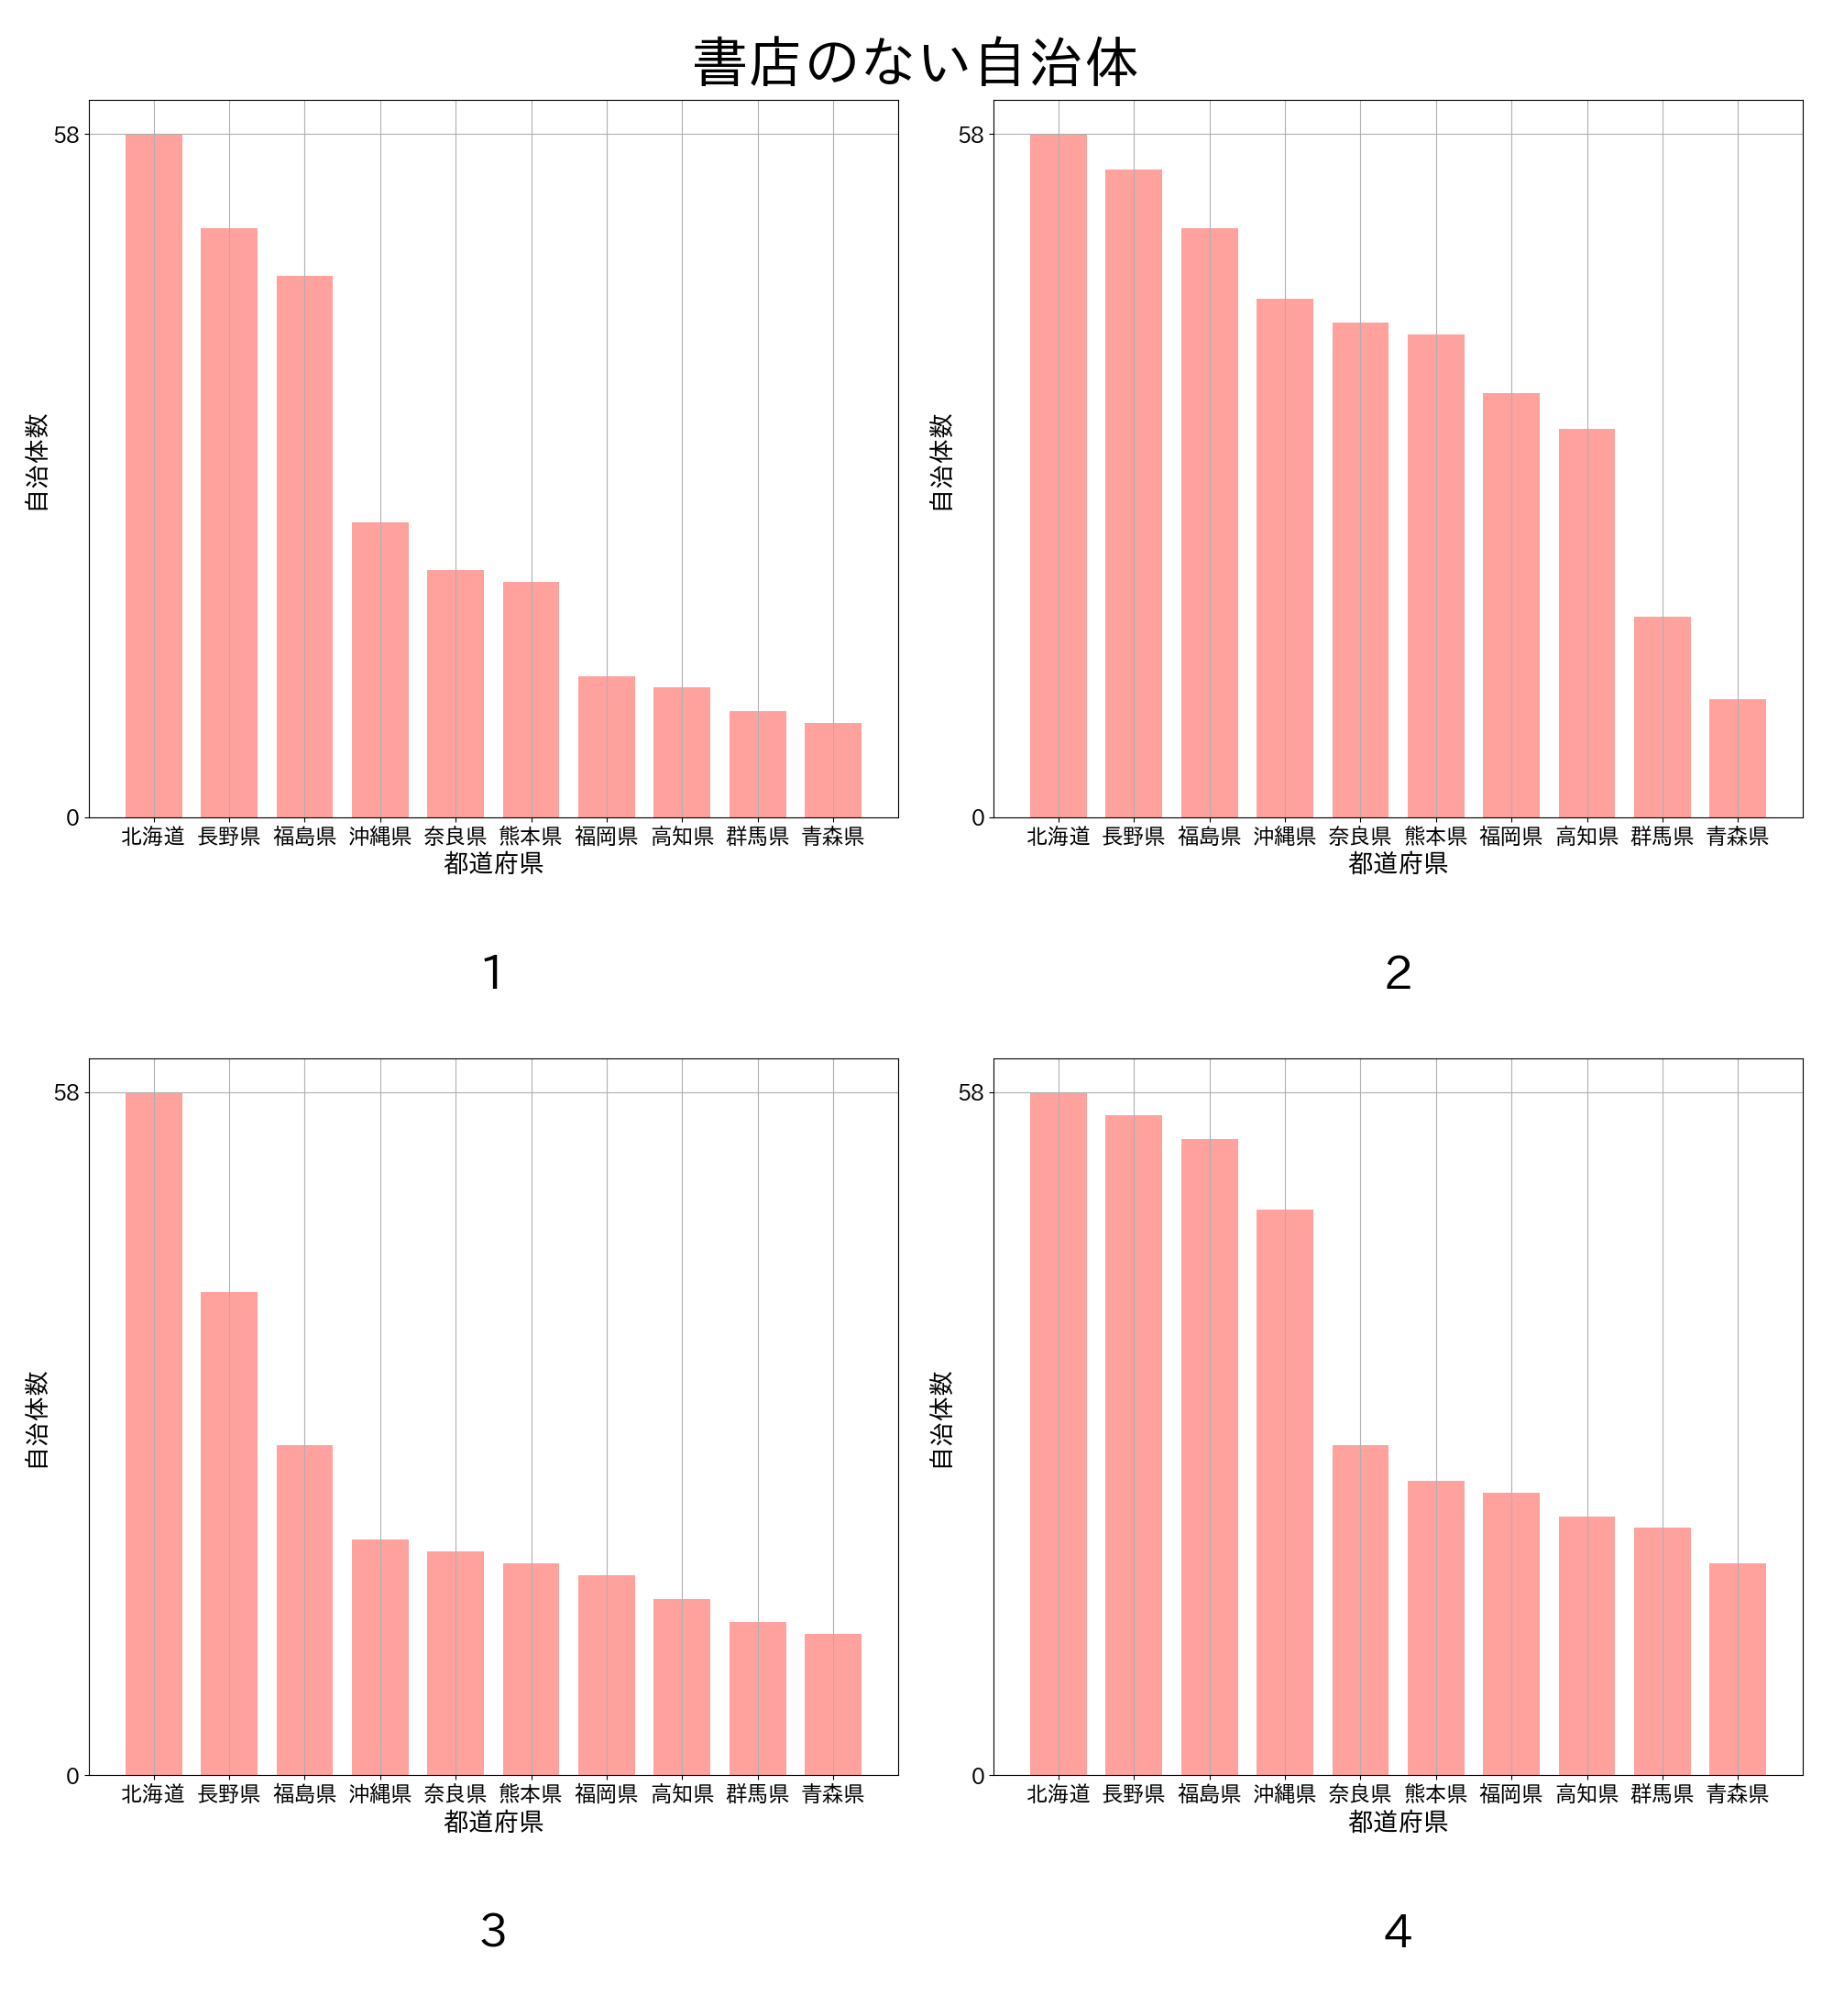 書店のない自治体
58
0
自治体数
北海道 長野県 福島県 沖縄県 奈良県 熊本県 福岡県 高知県 群馬県 青森県
都道府県
1
58
0
自治体数
北海道 長野県 福島県 沖縄県 奈良県 熊本県 福岡県 高知県 群馬県 青森県
都道府県
2
58
0
自治体数
北海道 長野県 福島県 沖縄県 奈良県 熊本県 福岡県 高知県 群馬県 青森県
都道府県
3
58
0
自治体数
北海道 長野県 福島県 沖縄県 奈良県 熊本県 福岡県 高知県 群馬県 青森県
都道府県
4